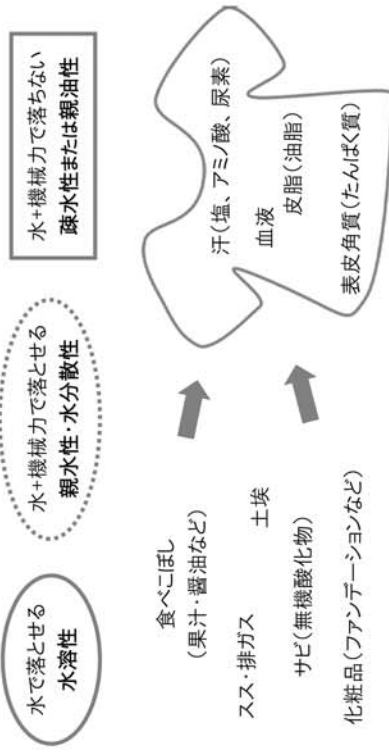 水で落とせる
水溶性
水+機械力で落とせる
親水性・水分散性
水+機械力で落ちない
疎水性または親油性
食べこぼし
(果汁・醤油など)
スス・排ガス
土埃
サビ(無機酸化物)
化粧品(ファンデーションなど)
汗(塩、アミノ酸、尿素)
血液
皮脂(油脂)
表皮角質(たんぱく質)